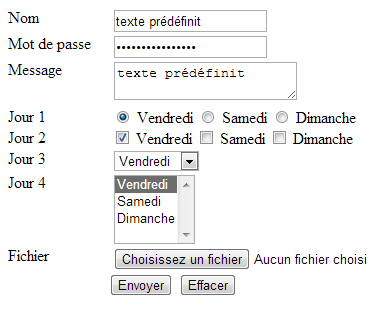 Nom texte prédéfinit
Mot de passe ••••••••••••••••
Message texte prédéfinit
Jour 1 Vendredi Samedi Dimanche
Jour 2 Vendredi Samedi Dimanche
Jour 3 Vendredi
Jour 4 Vendredi
Samedi
Dimanche
Fichier Choisissez un fichier Aucun fichier choisi
Envoyer Effacer